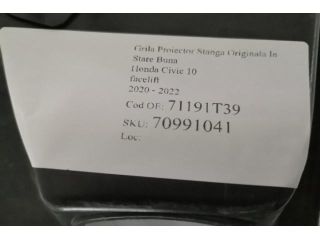 Grila Proiector Stanga Originala In
Stare Buna
Honda Civic 10
facelift
2020 - 2022
Cod OE: 71191T39
SKU: 70991041
Loc: